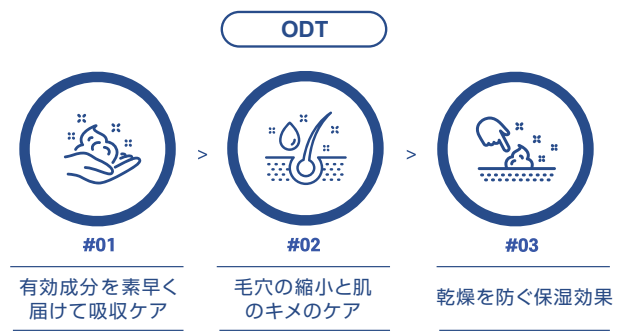 ODT
#01
>
#02
>
#03
有効成分を素早く
届けて吸収ケア
毛穴の縮小と肌
のキメのケア
乾燥を防ぐ保湿効果